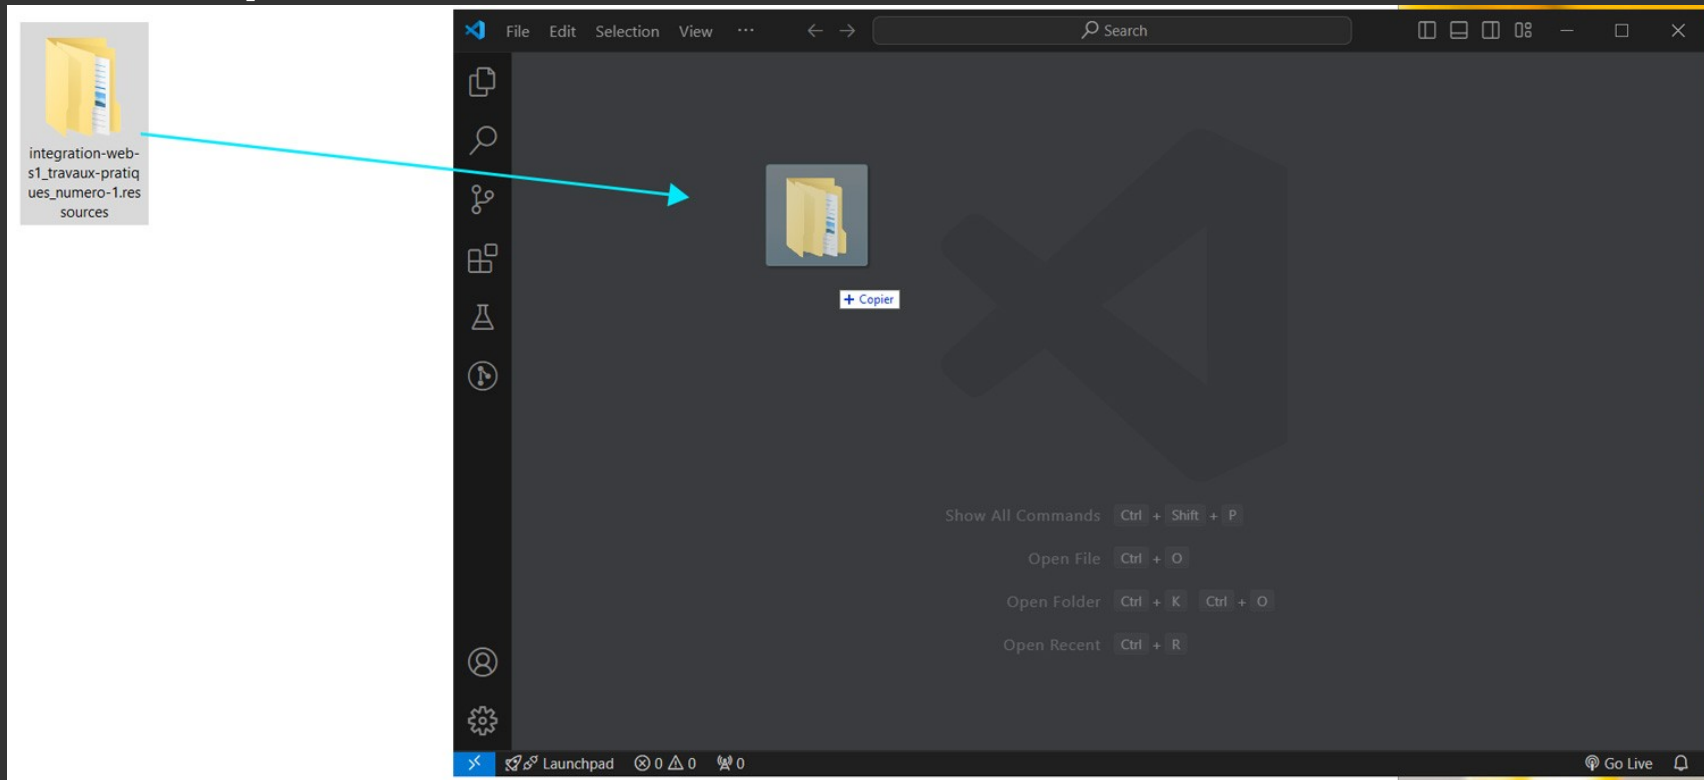 integration-web-
s1_travaux-pratiq
ues_numero-1.res
sources
File Edit Selection View ...
Search
+ Copier
Show All Commands Ctrl + Shift + P
Open File Ctrl + O
Open Folder Ctrl + K Ctrl + O
Open Recent Ctrl + R
Launchpad 0 0 0
Go Live